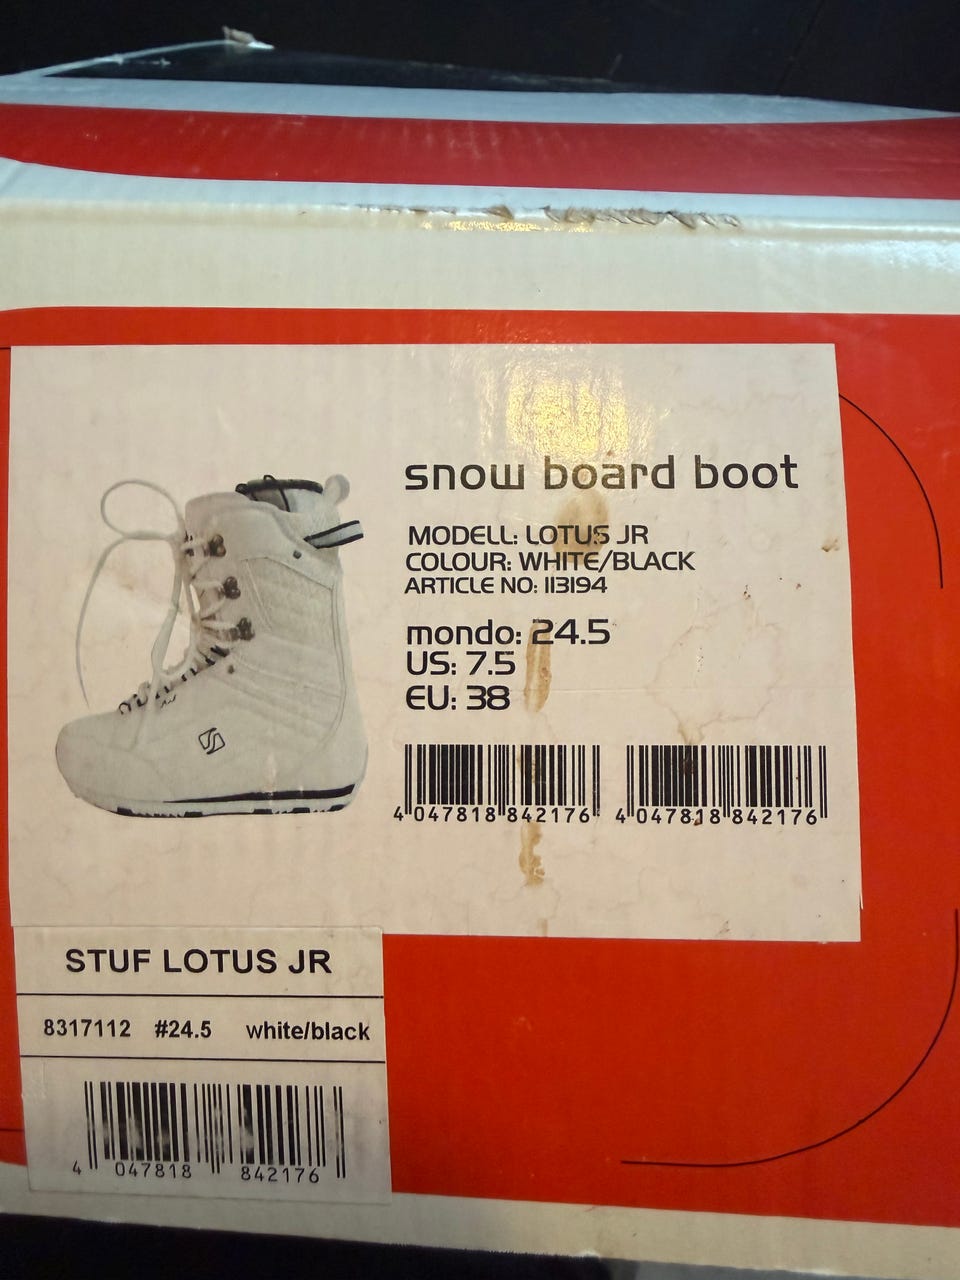 snow board boot
MODELL: LOTUS JR
COLOUR: WHITE/BLACK
ARTICLE NO: 113194
mondo: 24.5
US: 7.5
EU: 38
4 047818 842176 4 047818 842176
STUF LOTUS JR
8317112 #24.5 white/black
4 047818 842176